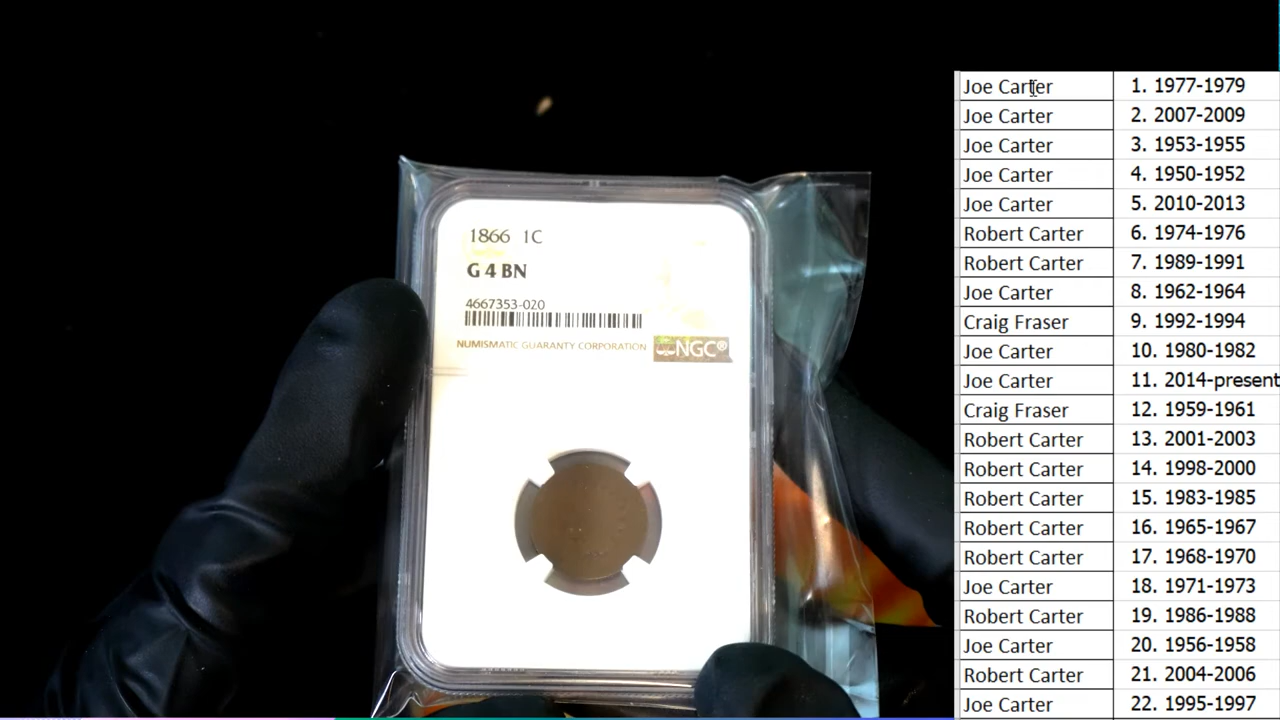 1866 1C
G 4 BN
4667353-020
NUMISMATIC GUARANTY CORPORATION NGC®
Joe Carter 1. 1977-1979
Joe Carter 2. 2007-2009
Joe Carter 3. 1953-1955
Joe Carter 4. 1950-1952
Joe Carter 5. 2010-2013
Robert Carter 6. 1974-1976
Robert Carter 7. 1989-1991
Joe Carter 8. 1962-1964
Craig Fraser 9. 1992-1994
Joe Carter 10. 1980-1982
Joe Carter 11. 2014-present
Craig Fraser 12. 1959-1961
Robert Carter 13. 2001-2003
Robert Carter 14. 1998-2000
Robert Carter 15. 1983-1985
Robert Carter 16. 1965-1967
Robert Carter 17. 1968-1970
Joe Carter 18. 1971-1973
Robert Carter 19. 1986-1988
Joe Carter 20. 1956-1958
Robert Carter 21. 2004-2006
Joe Carter 22. 1995-1997